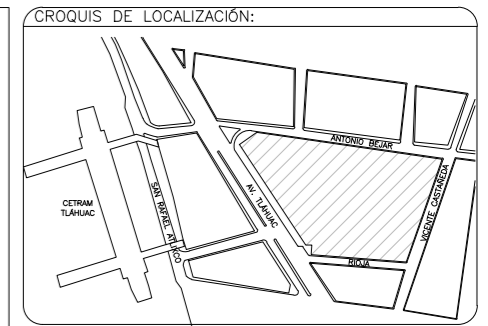 CROQUIS DE LOCALIZACIÓN:
ANTONIO BEJAR
CETRAM
TLÁHUAC
SAN RAFAEL ATLIXCO
AV. TLÁHUAC
VICENTE CASTAÑEDA
RIOJA